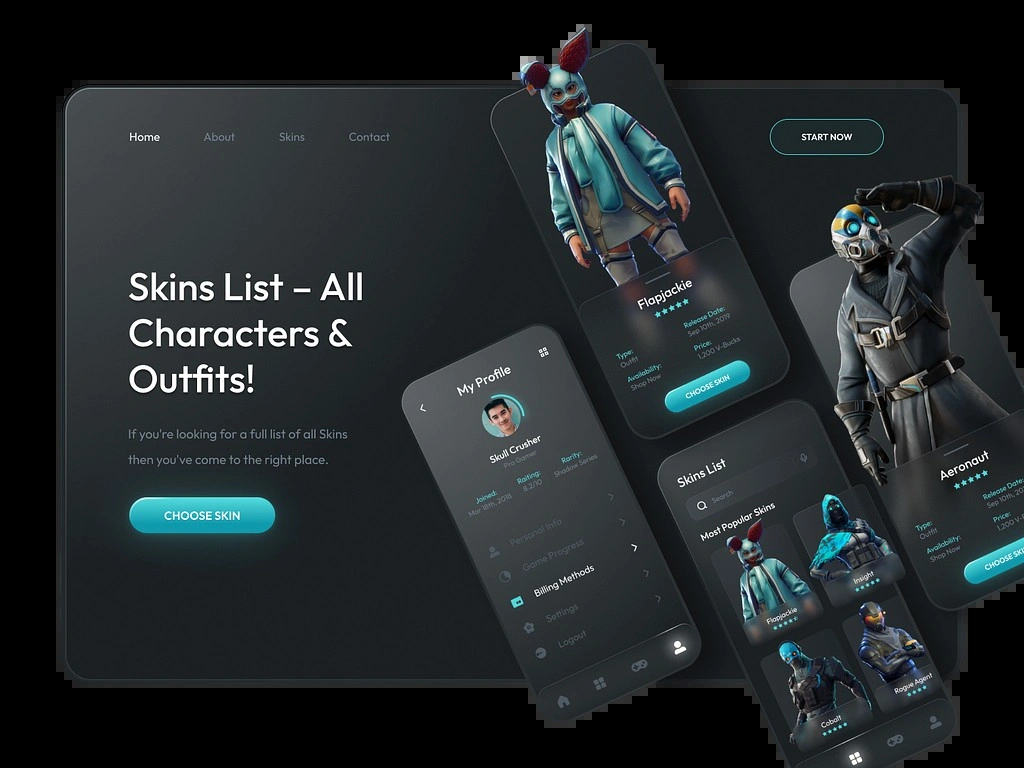 Home
About
Skins
Contact
START NOW
Skins List – All
Characters &
Outfits!
If you're looking for a full list of all Skins
then you've come to the right place.
CHOOSE SKIN
Flapjackie
Type:
Outfit
Release Date:
Sep 10th, 2019
Availability:
Shop Now
Price:
1,200 V-Bucks
CHOOSE SKIN
My Profile
Skull Crusher
Pro Gamer
Joined:
Mar 18th, 2018
Raiting:
8.2/10
Rarity:
Shadow Series
Personal Info
Game Progress
Billing Methods
Settings
Logout
Skins List
Search
Most Popular Skins
Flapjackie
Insight
Cobalt
Rogue Agent
Aeronaut
Type:
Outfit
Release Date:
Sep 10th, 20
Availability:
Shop Now
Price:
1,200 V-
CHOOSE SKI